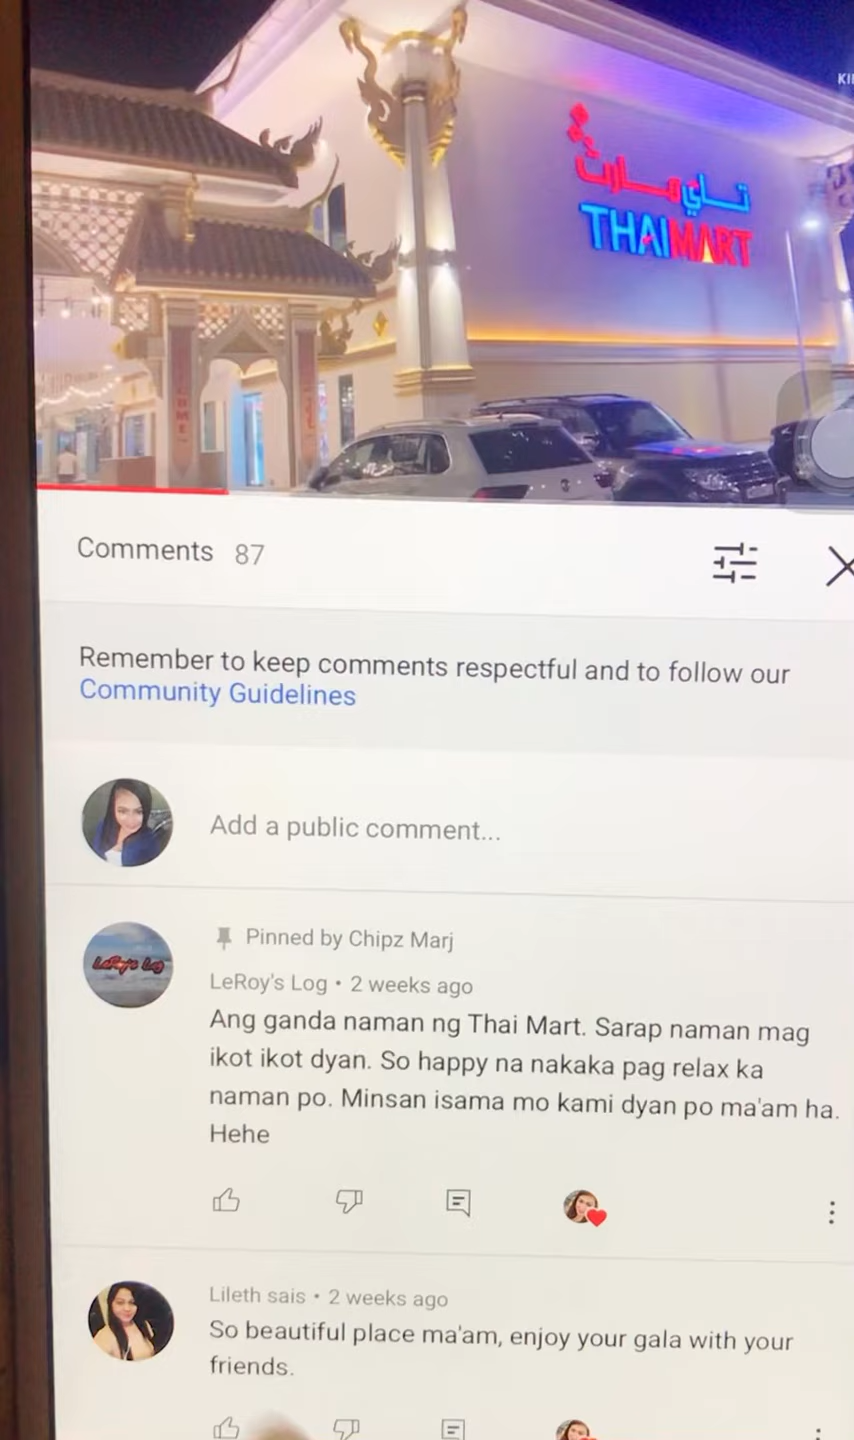 تاي مارت
THAIMART
Comments 87
Remember to keep comments respectful and to follow our
Community Guidelines
Add a public comment...
LeRoy's Log
Pinned by Chipz Marj
LeRoy's Log • 2 weeks ago
Ang ganda naman ng Thai Mart. Sarap naman mag
ikot ikot dyan. So happy na nakaka pag relax ka
naman po. Minsan isama mo kami dyan po ma'am ha.
Hehe
Lileth sais • 2 weeks ago
So beautiful place ma'am, enjoy your gala with your
friends.